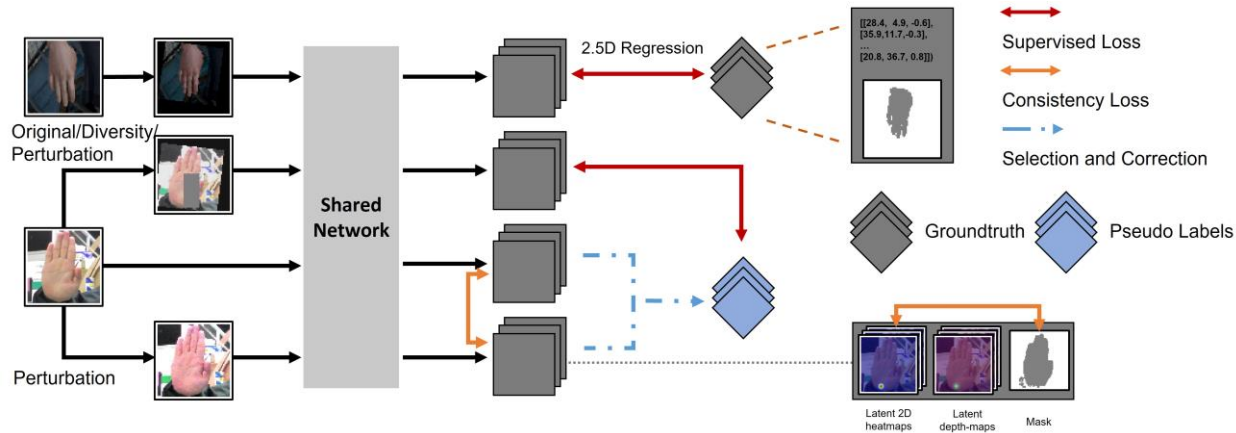 Original/Diversity/
Perturbation
Perturbation
Shared
Network
2.5D Regression
[[28.4, 4.9, -0.6],
[35.9,11.7,-0.3],
...
[20.8, 36.7, 0.8]])
Supervised Loss
Consistency Loss
Selection and Correction
Groundtruth
Pseudo Labels
Latent 2D
heatmaps
Latent
depth-maps
Mask